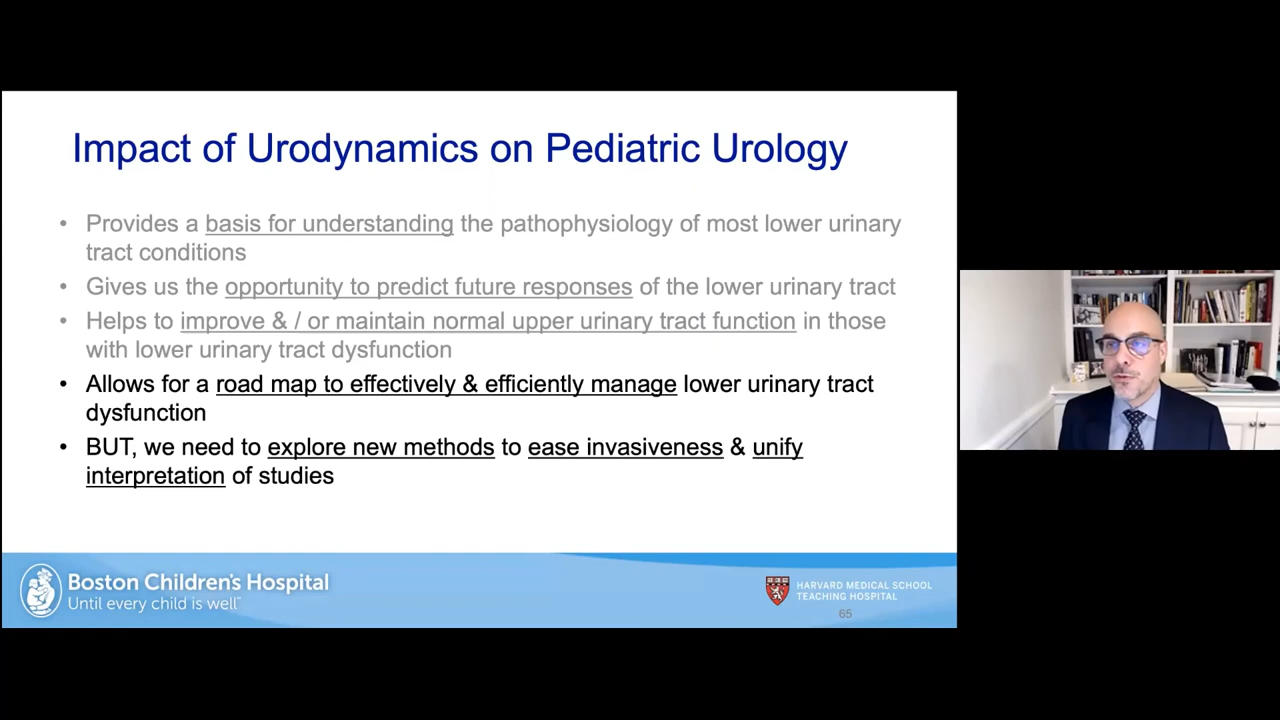 Impact of Urodynamics on Pediatric Urology
• Provides a basis for understanding the pathophysiology of most lower urinary
tract conditions
• Gives us the opportunity to predict future responses of the lower urinary tract
• Helps to improve & / or maintain normal upper urinary tract function in those
with lower urinary tract dysfunction
• Allows for a road map to effectively & efficiently manage lower urinary tract
dysfunction
• BUT, we need to explore new methods to ease invasiveness & unify
interpretation of studies
Boston Children's Hospital
Until every child is well™
HARVARD MEDICAL SCHOOL
TEACHING HOSPITAL
65